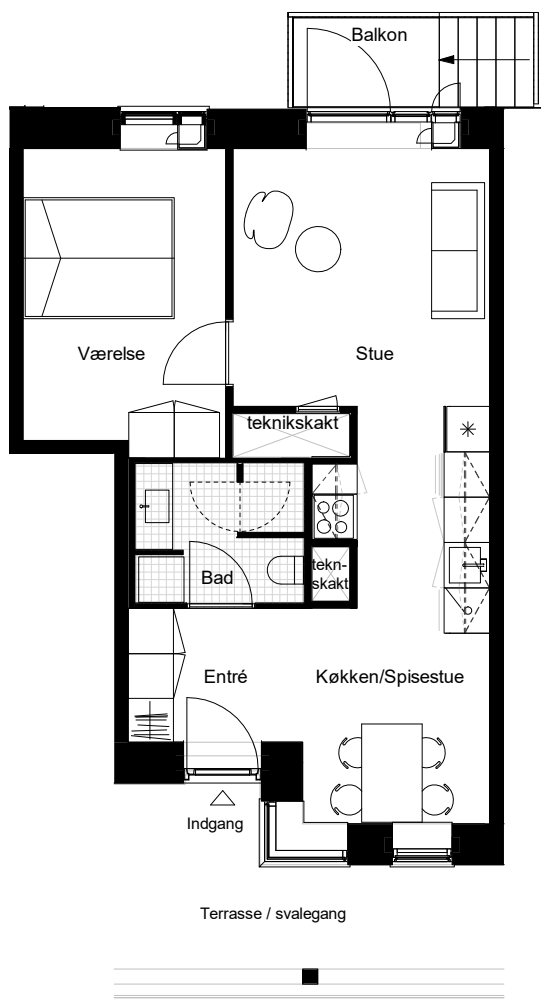 Balkon
Værelse
Stue
teknikskakt
tekn-
skakt
Bad
Entré
Køkken/Spisestue
Indgang
Terrasse / svalegang